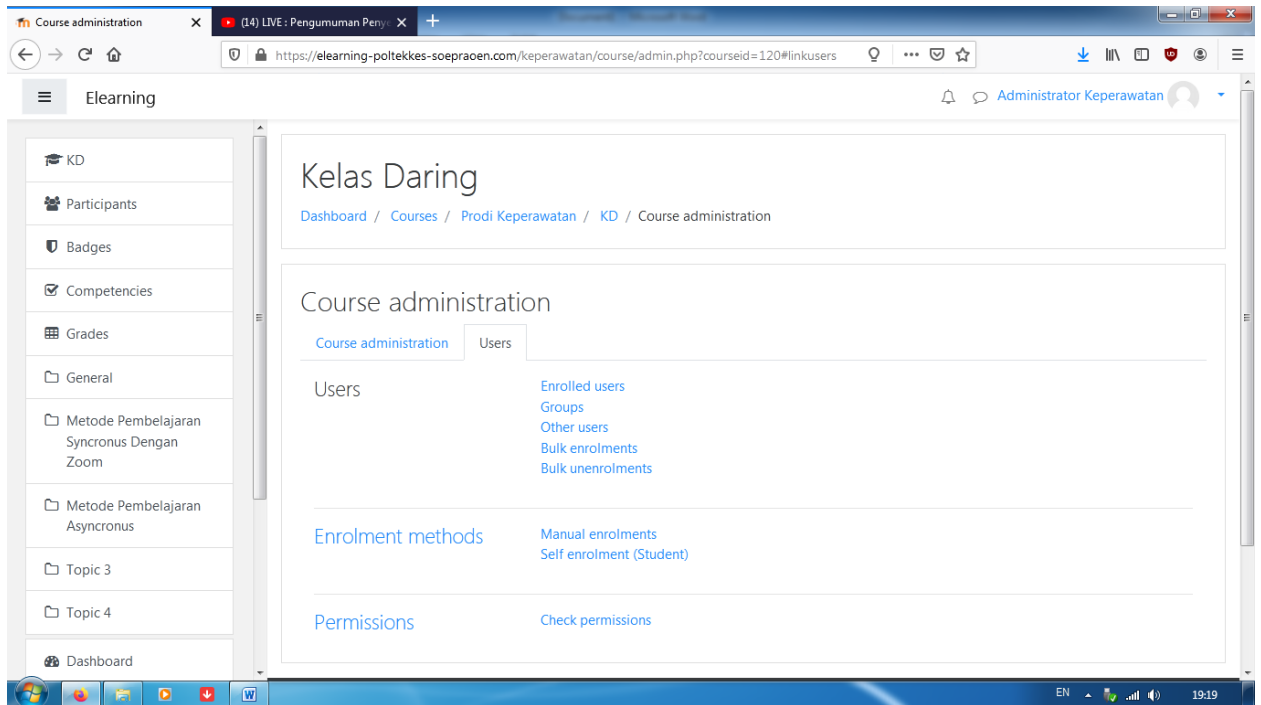 Course administration
(14) LIVE : Pengumuman Penye
https://elearning-poltekkes-soepraoen.com/keperawatan/course/admin.php?courseid=120#linkusers
Elearning
Administrator Keperawatan
KD
Participants
Badges
Competencies
Grades
General
Metode Pembelajaran
Syncronus Dengan
Zoom
Metode Pembelajaran
Asyncronus
Topic 3
Topic 4
Dashboard
Kelas Daring
Dashboard / Courses / Prodi Keperawatan / KD / Course administration
Course administration
Course administration Users
Users
Enrolled users
Groups
Other users
Bulk enrolments
Bulk unenrolments
Enrolment methods
Manual enrolments
Self enrolment (Student)
Permissions
Check permissions
EN
19:19